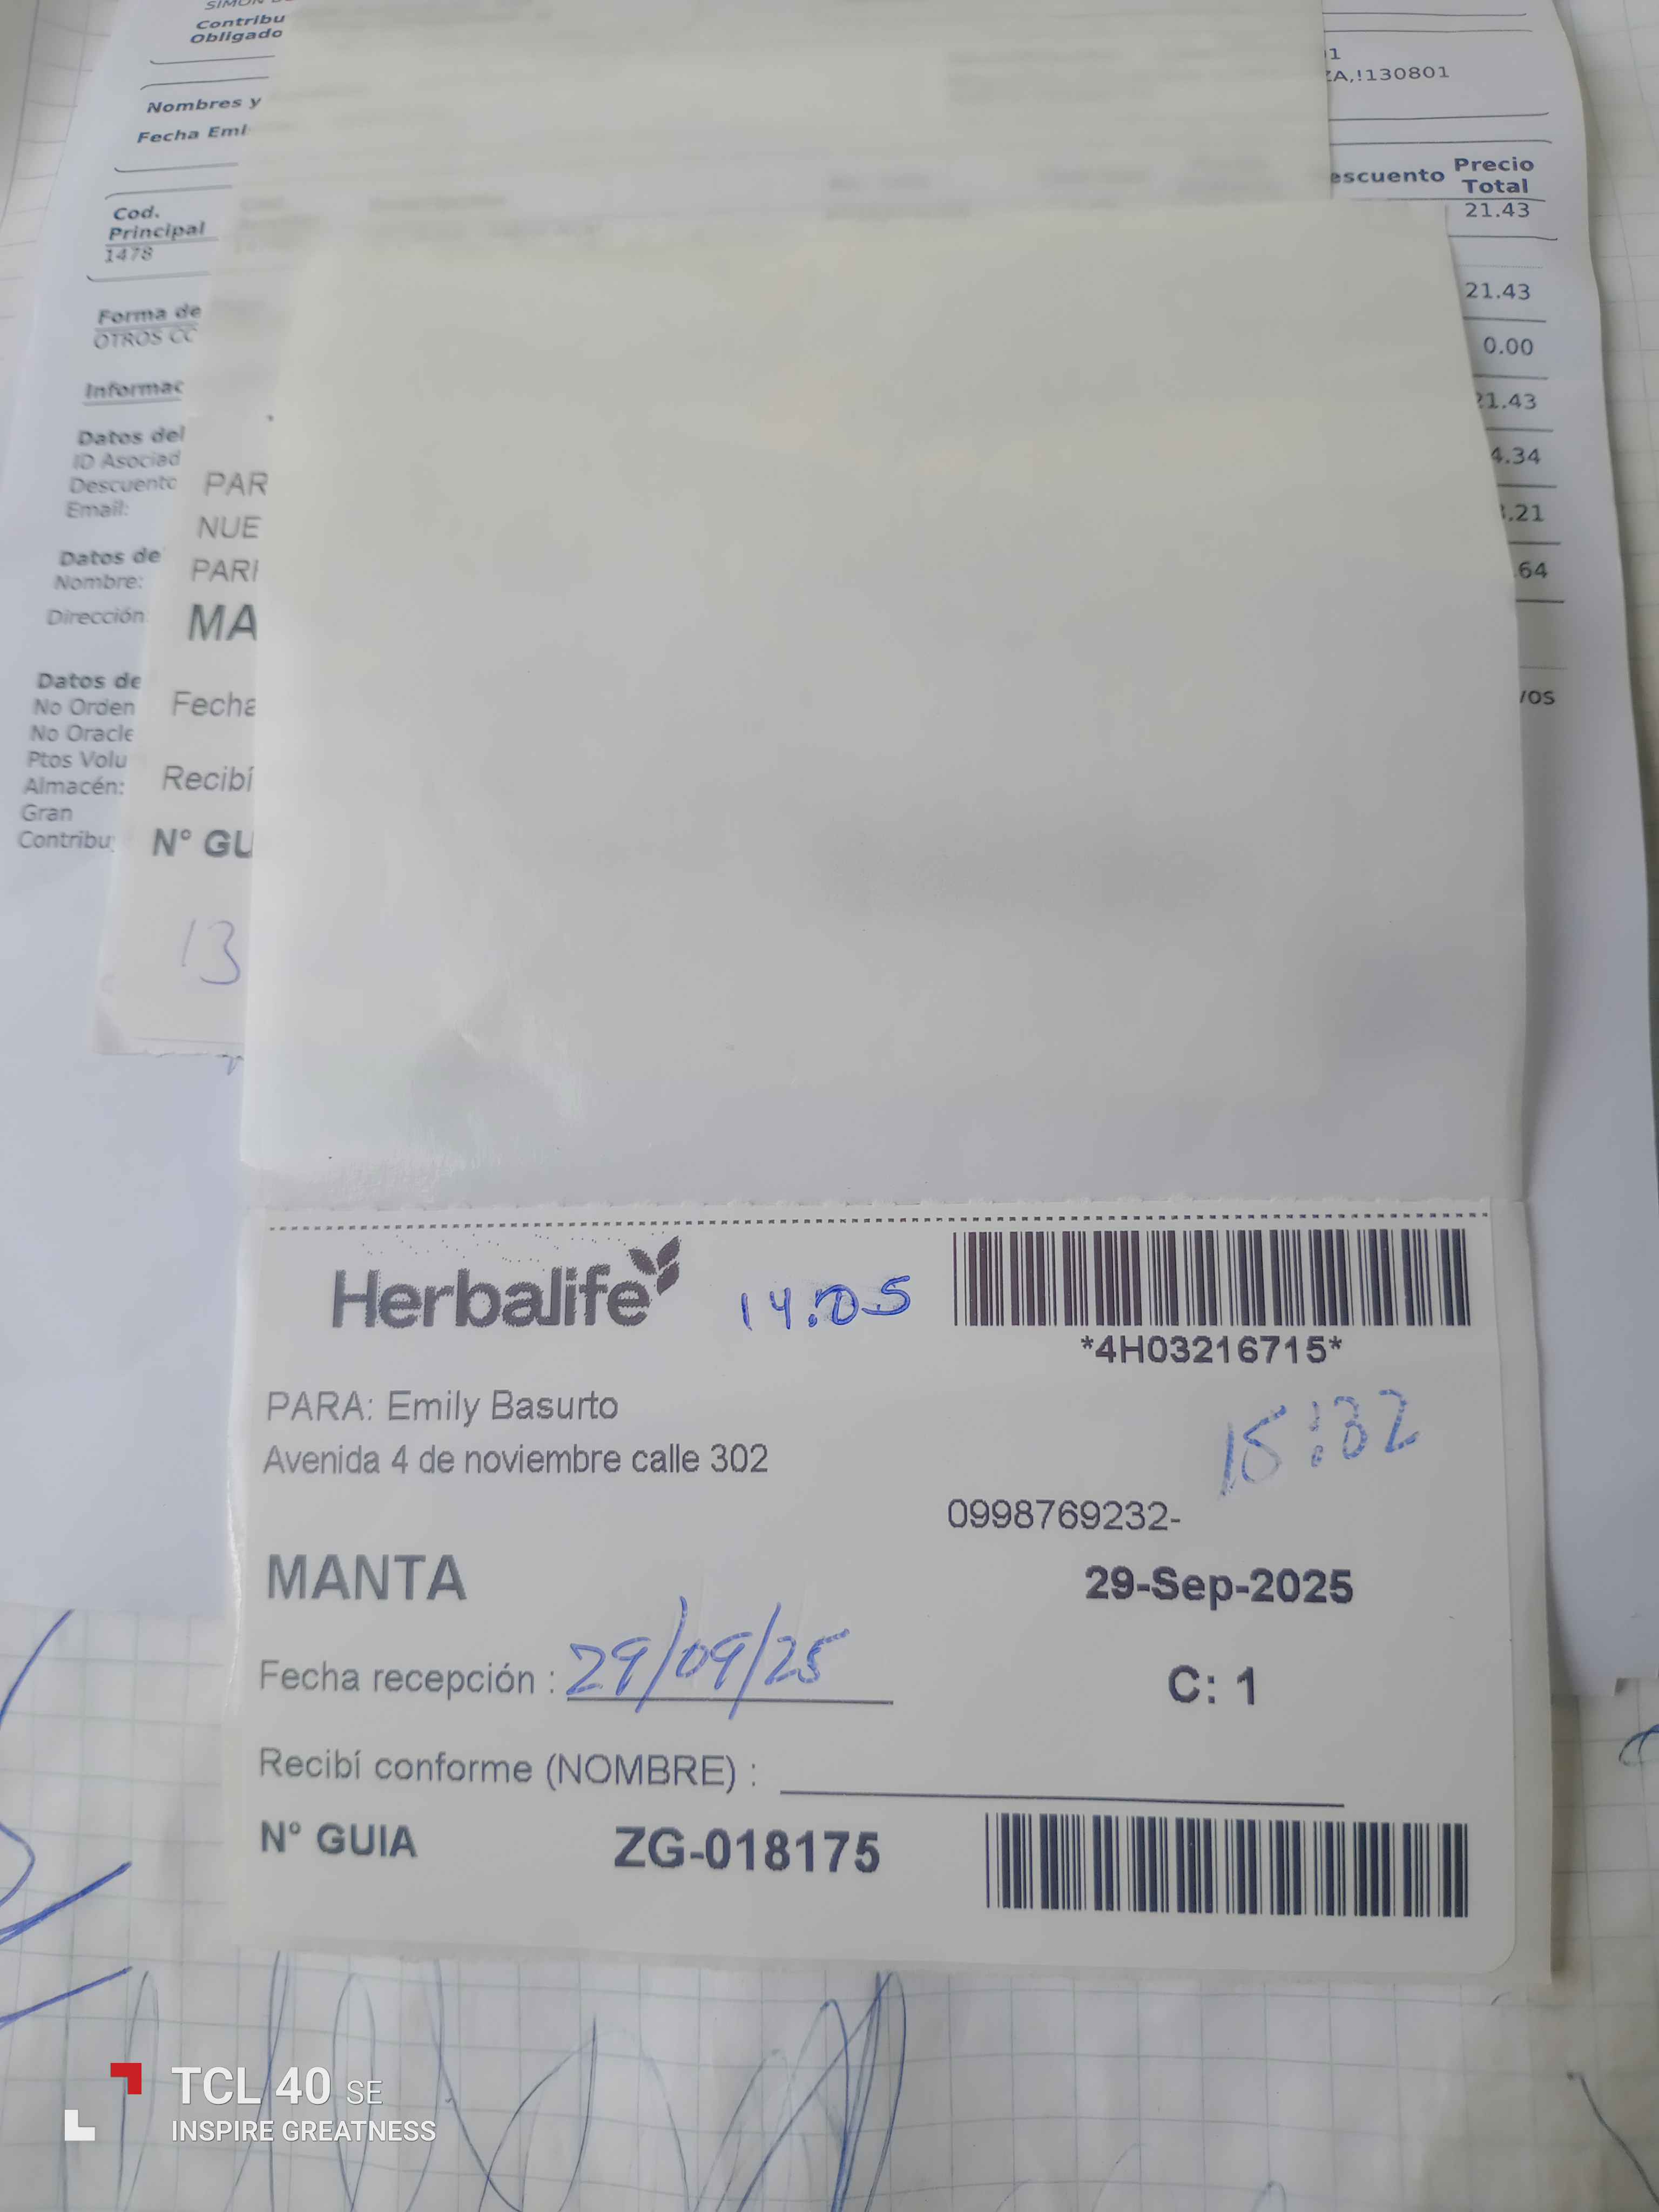 Contribu
Obligado
Nombres y
Fecha Emi
1
ZA,!130801
Cod.
Principal
1478
escuento
Precio
Total
21.43
Forma de
OTROS CC
21.43
0.00
21.43
4.34
.21
.64
Informac
Datos del
ID Asociad
Descuento
Email:
Datos de
Nombre:
Dirección
Datos de
No Orden
No Oracle
Ptos Volu
Almacén:
Gran
Contribu
vos
PAR
NUE
PAR
MA
Fecha
Recibí
N° GU
13
Herbalife
14:05
*4H03216715*
PARA: Emily Basurto
15:32
Avenida 4 de noviembre calle 302
0998769232-
MANTA
29-Sep-2025
Fecha recepción : 29/09/25
C: 1
Recibí conforme (NOMBRE) :
N° GUIA ZG-018175
TCL 40 SE
INSPIRE GREATNESS